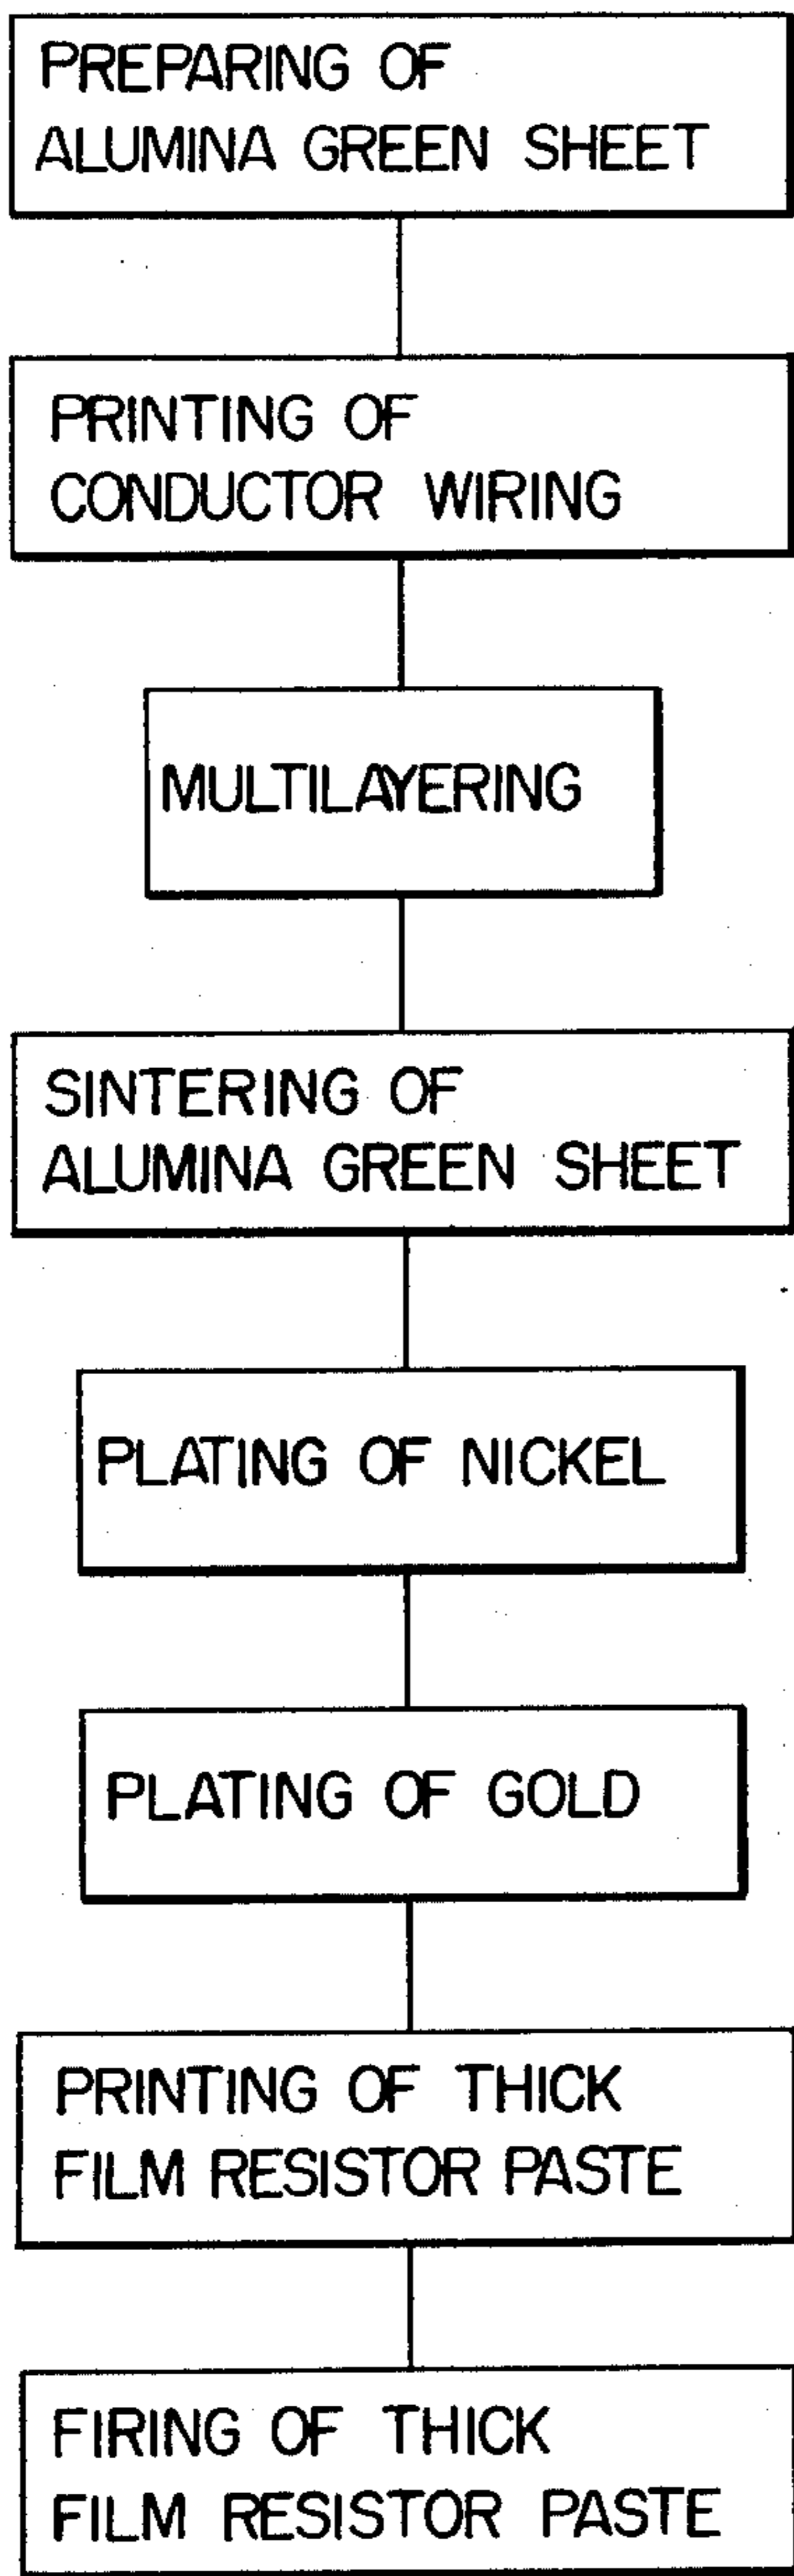 PREPARING OF
ALUMINA GREEN SHEET
PRINTING OF
CONDUCTOR WIRING
MULTILAYERING
SINTERING OF
ALUMINA GREEN SHEET
PLATING OF NICKEL
PLATING OF GOLD
PRINTING OF THICK
FILM RESISTOR PASTE
FIRING OF THICK
FILM RESISTOR PASTE